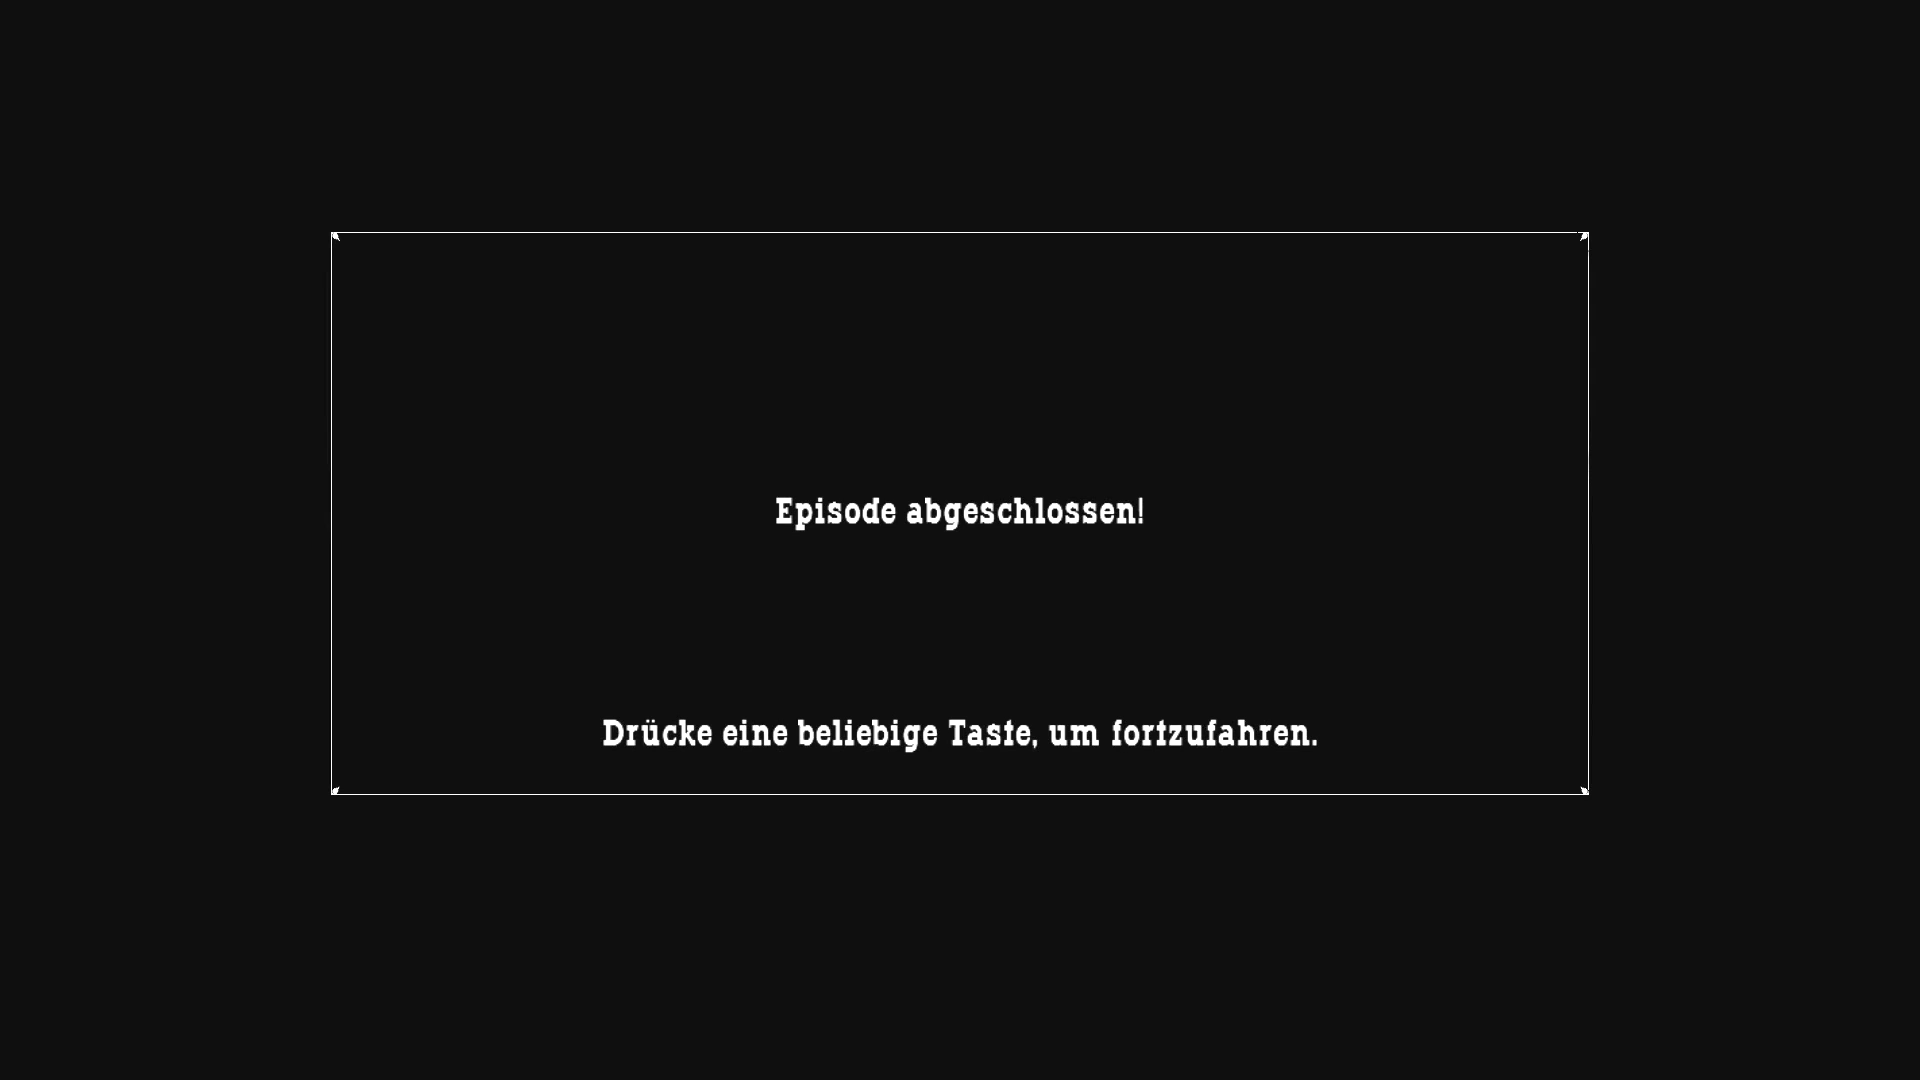 Episode abgeschlossen!
Drücke eine beliebige Taste, um fortzufahren.